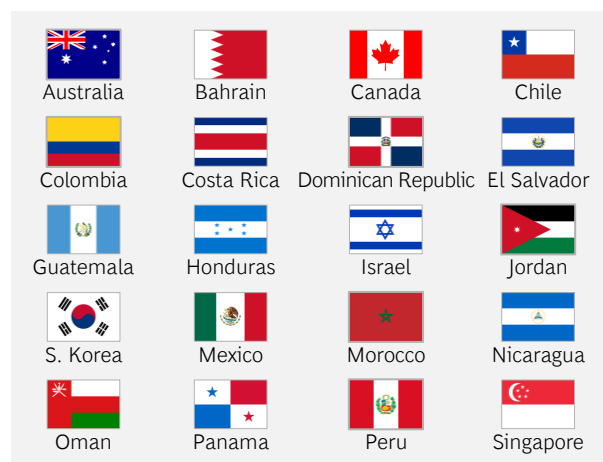 Australia Bahrain Canada Chile
Colombia Costa Rica Dominican Republic El Salvador
Guatemala Honduras Israel Jordan
S. Korea Mexico Morocco Nicaragua
Oman Panama Peru Singapore